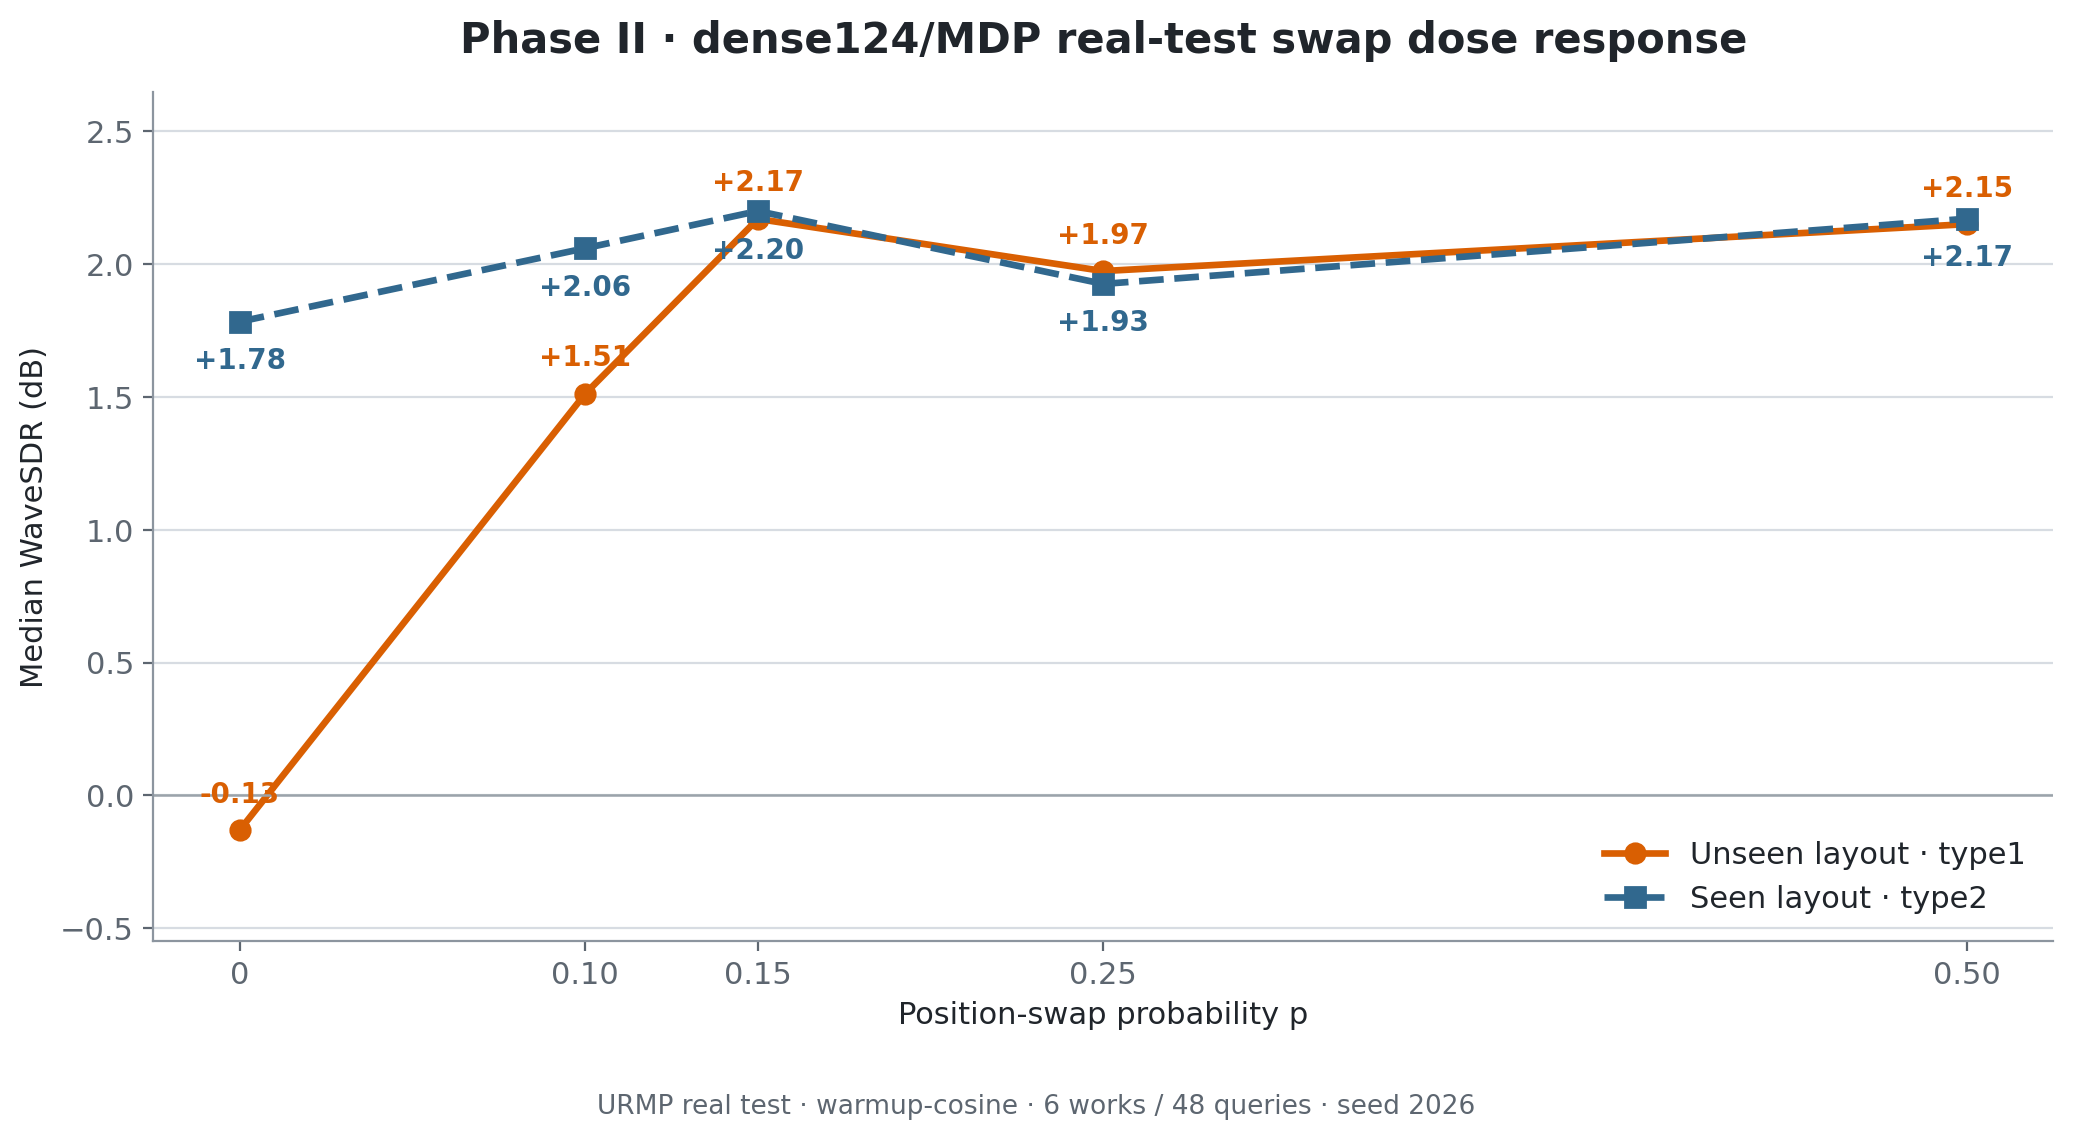 Phase II · dense124/MDP real-test swap dose response
Median WaveSDR (dB)
2.5
2.0
1.5
1.0
0.5
0.0
−0.5
+2.17
+2.15
+1.97
+2.20
+2.17
+2.06
+1.93
+1.78
+1.51
-0.13
Unseen layout · type1
Seen layout · type2
0 0.10 0.15 0.25 0.50
Position-swap probability p
URMP real test · warmup-cosine · 6 works / 48 queries · seed 2026